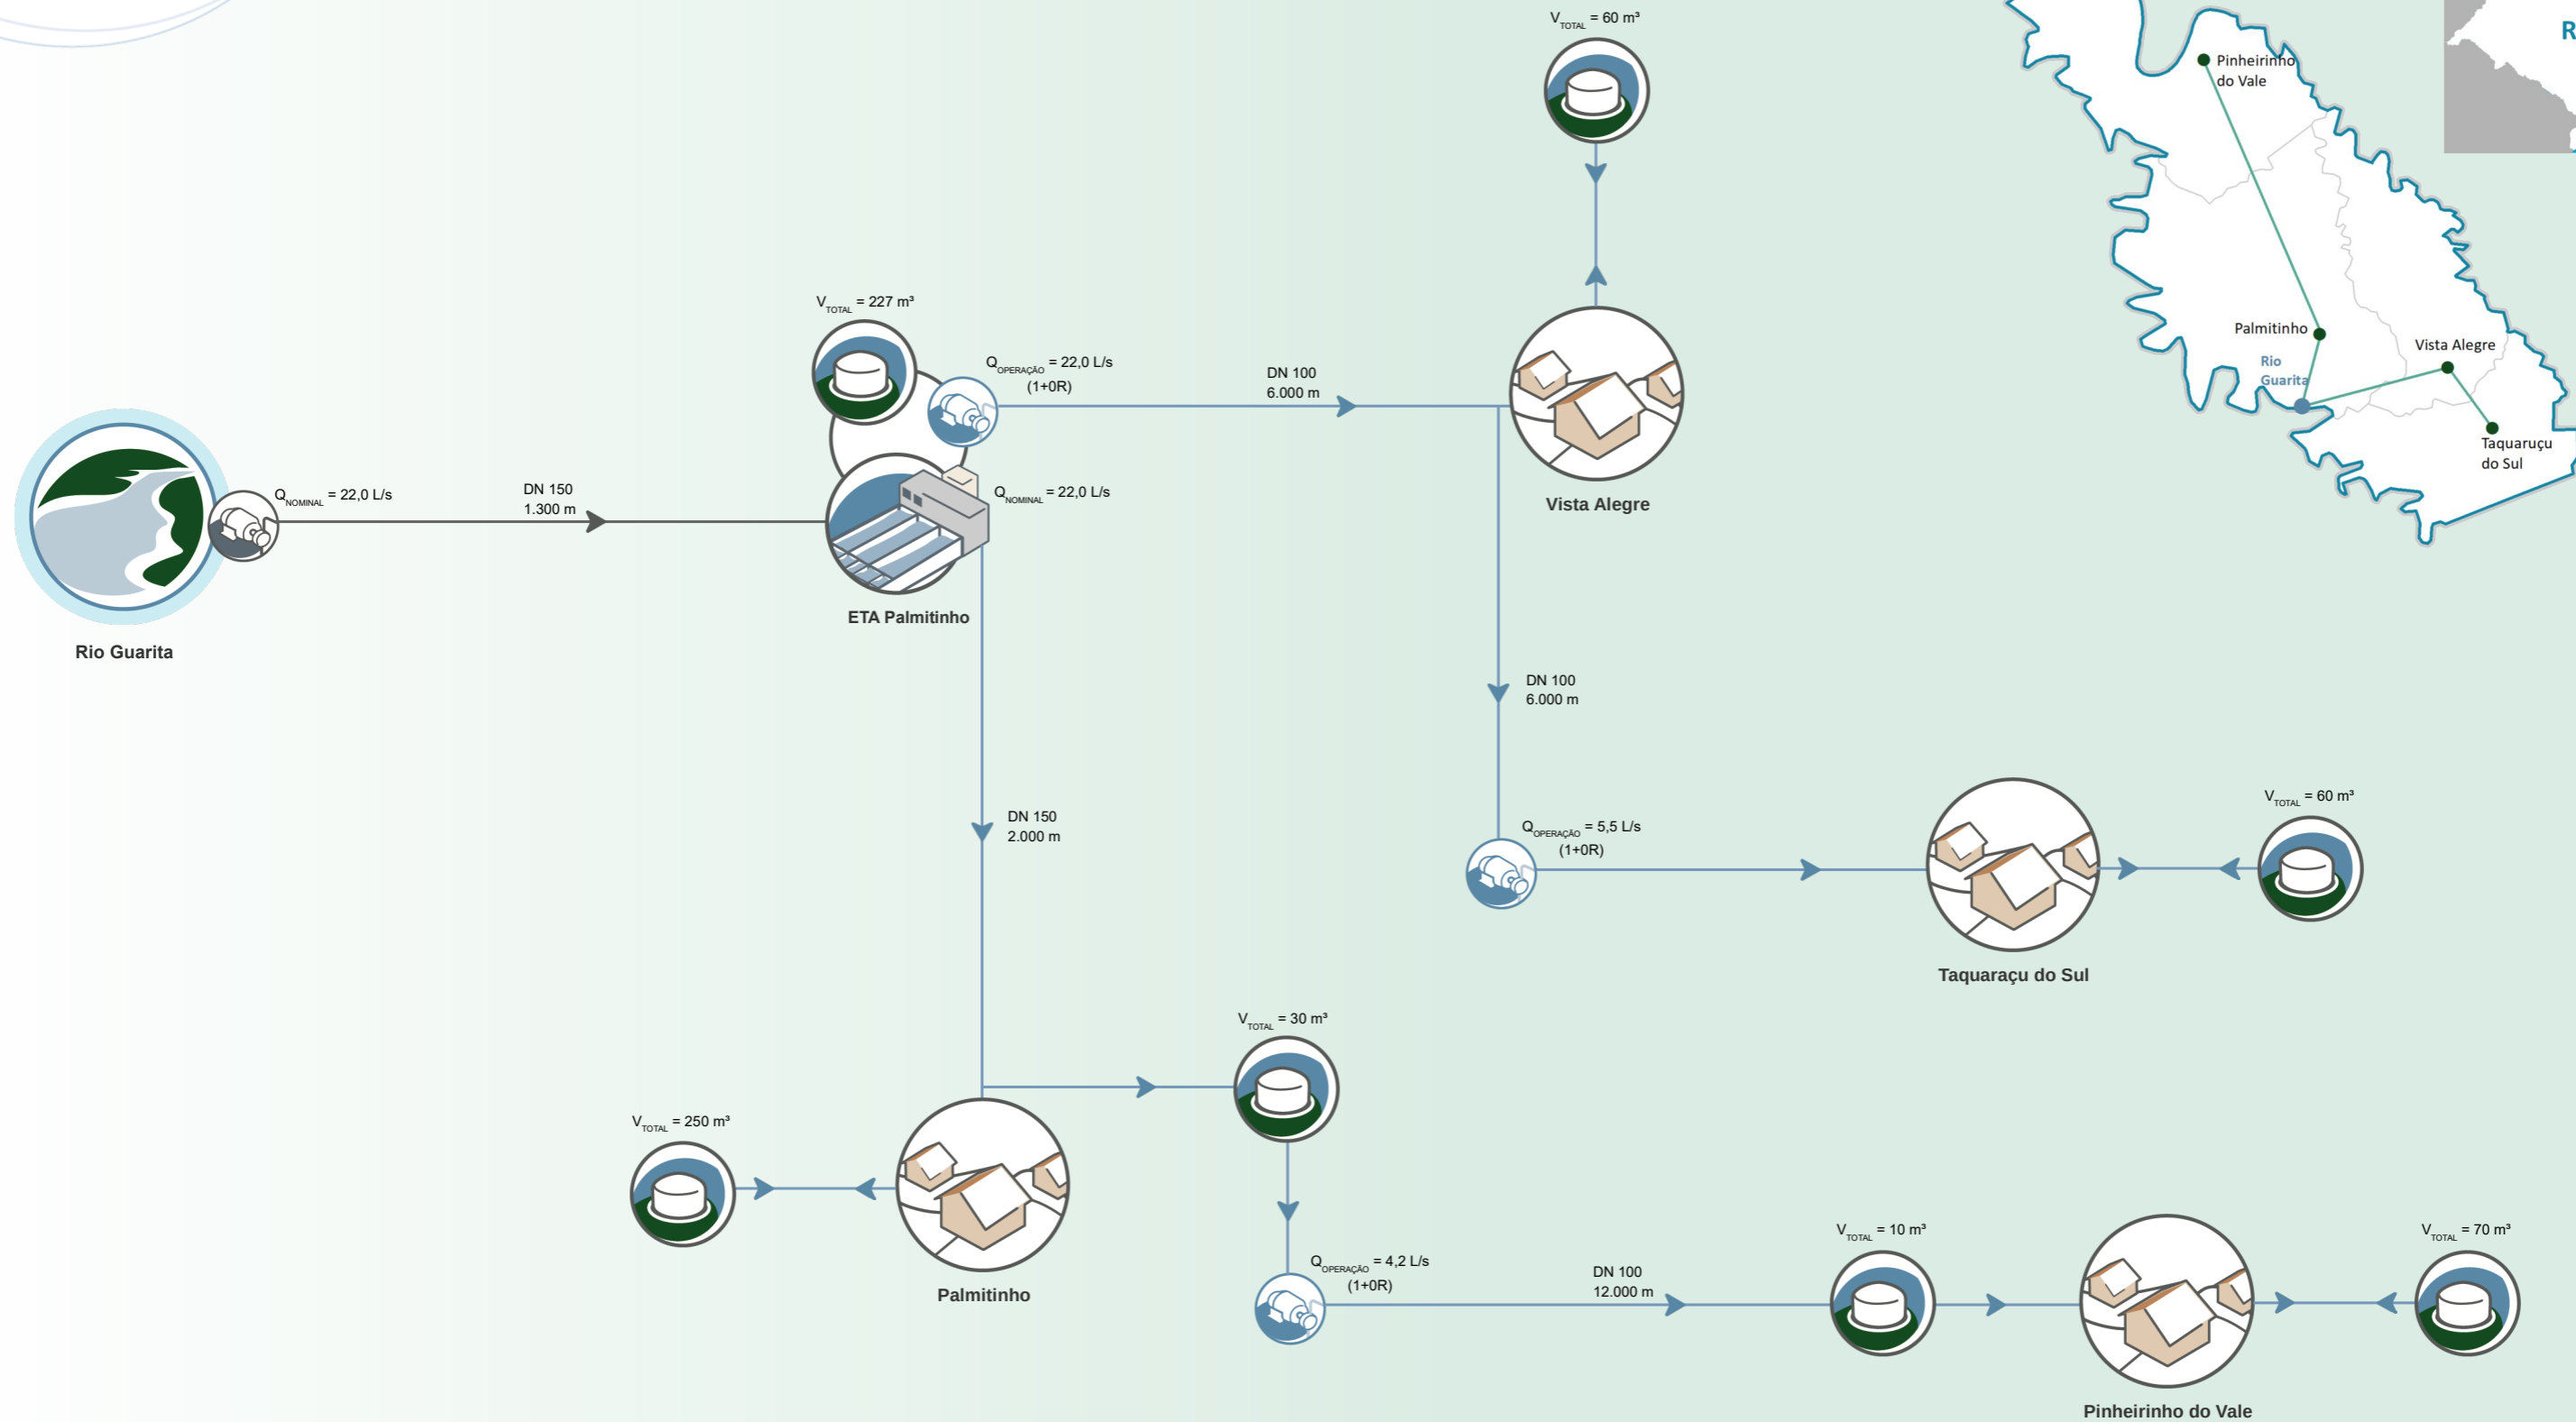 V TOTAL = 60 m³
R
Pinheirinho
do Vale
Palmitinho
Vista Alegre
Rio
Guarita
Taquaruçu
do Sul
V TOTAL = 227 m³
Q OPERAÇÃO = 22,0 L/s
(1+0R)
DN 100
6.000 m
Q NOMINAL = 22,0 L/s
DN 150
1.300 m
Q NOMINAL = 22,0 L/s
Vista Alegre
ETA Palmitinho
Rio Guarita
DN 100
6.000 m
DN 150
2.000 m
Q OPERAÇÃO = 5,5 L/s
(1+0R)
V TOTAL = 60 m³
Taquaraçu do Sul
V TOTAL = 30 m³
V TOTAL = 250 m³
Palmitinho
Q OPERAÇÃO = 4,2 L/s
(1+0R)
DN 100
12.000 m
V TOTAL = 10 m³
V TOTAL = 70 m³
Pinheirinho do Vale